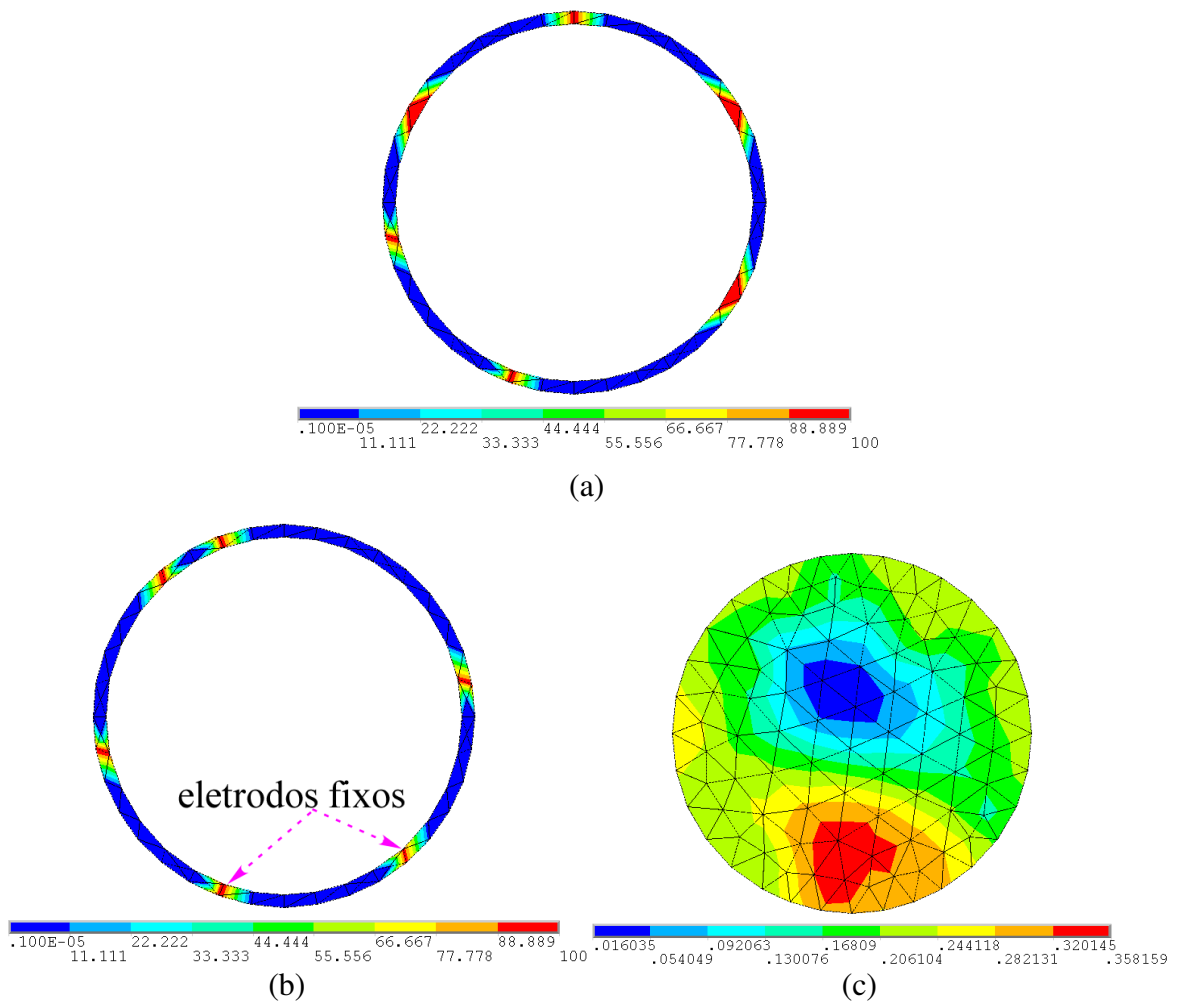 .100E-05 22.222 44.444 66.667 88.889
11.111 33.333 55.556 77.778 100
(a)
eletrodos fixos
.100E-05 22.222 44.444 66.667 88.889
11.111 33.333 55.556 77.778 100
(b)
.016035 .092063 .16809 .244118 .320145
.054049 .130076 .206104 .282131 .358159
(c)